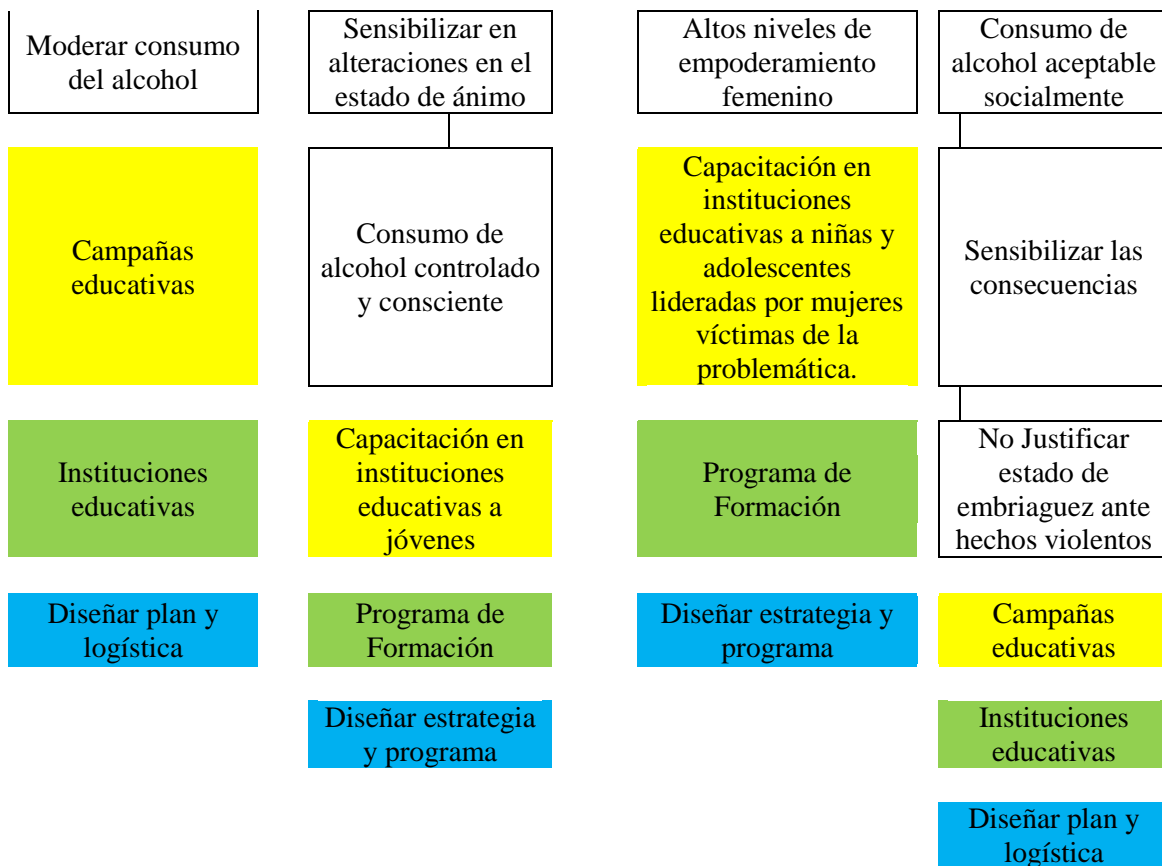 Moderar consumo
del alcohol
Sensibilizar en
alteraciones en el
estado de ánimo
Altos niveles de
empoderamiento
femenino
Consumo de
alcohol aceptable
socialmente
Campañas
educativas
Consumo de
alcohol controlado
y consciente
Capacitación en
instituciones
educativas a niñas y
adolescentes
lideradas por mujeres
víctimas de la
problemática.
Sensibilizar las
consecuencias
Instituciones
educativas
Capacitación en
instituciones
educativas a
jóvenes
Programa de
Formación
No Justificar
estado de
embriaguez ante
hechos violentos
Diseñar plan y
logística
Programa de
Formación
Diseñar estrategia y
programa
Campañas
educativas
Diseñar estrategia
y programa
Instituciones
educativas
Diseñar plan y
logística